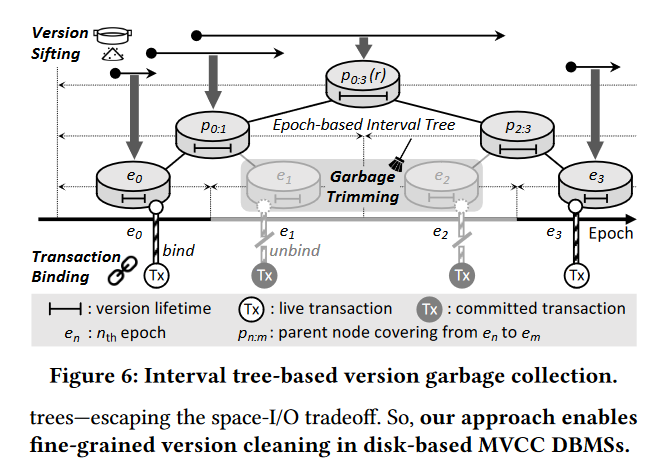 Version
Sifting
p0:3 (r)
p0:1
Epoch-based Interval Tree
p2:3
e0
e1
Garbage
Trimming
e2
e3
e0
e1
e2
e3
Epoch
bind
unbind
Transaction
Binding
Tx
Tx
Tx
Tx
: version lifetime
Tx : live transaction
Tx : committed transaction
en : nth epoch
pn:m : parent node covering from en to em
Figure 6: Interval tree-based version garbage collection.
trees—escaping the space-I/O tradeoff. So, our approach enables
fine-grained version cleaning in disk-based MVCC DBMSs.